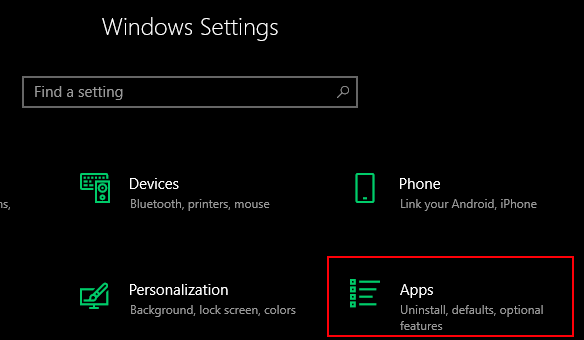 Windows Settings
Find a setting
Devices
Bluetooth, printers, mouse
Phone
Link your Android, iPhone
Personalization
Background, lock screen, colors
Apps
Uninstall, defaults, optional
features